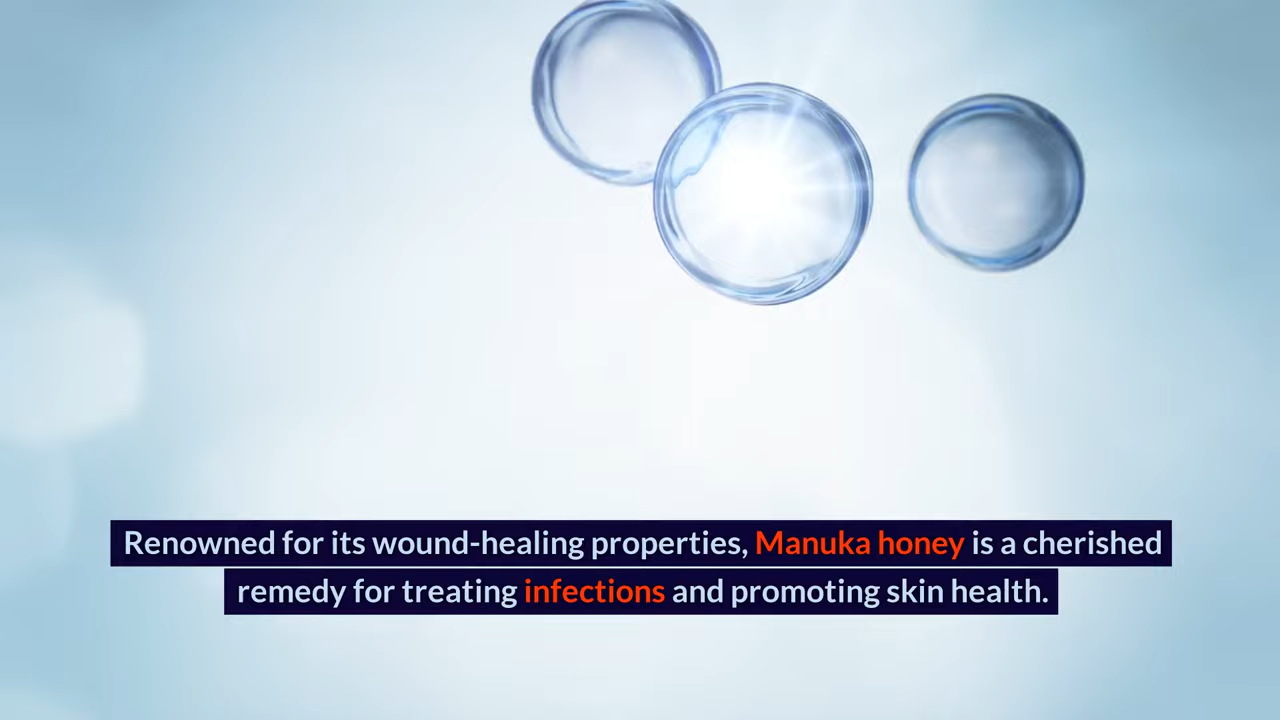 Renowned for its wound-healing properties, Manuka honey is a cherished
remedy for treating infections and promoting skin health.